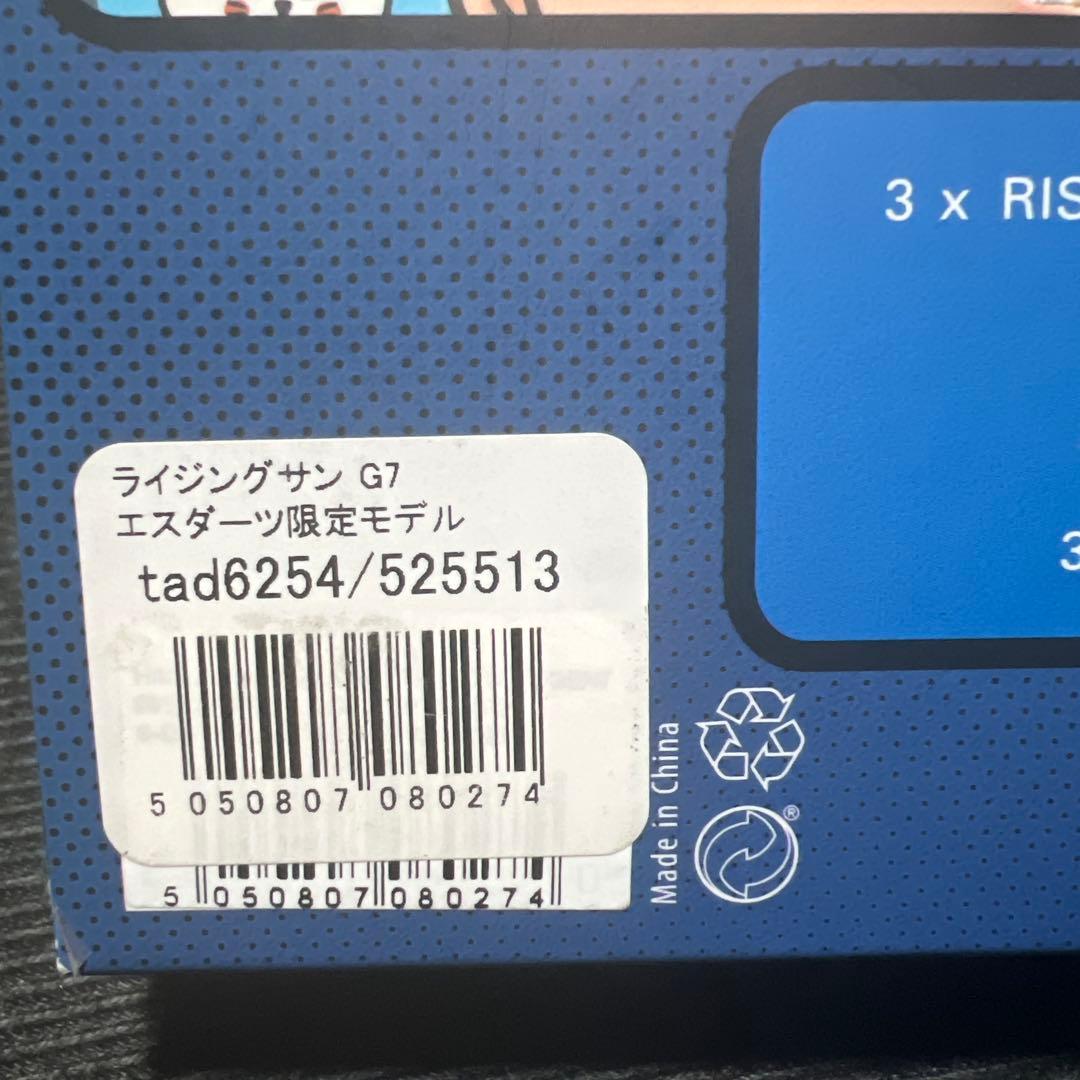 3 x RIS
3
ライジングサン G7
エスダーツ限定モデル
tad6254/525513
5 050807 080274
5 050807 080274
Made in China
®